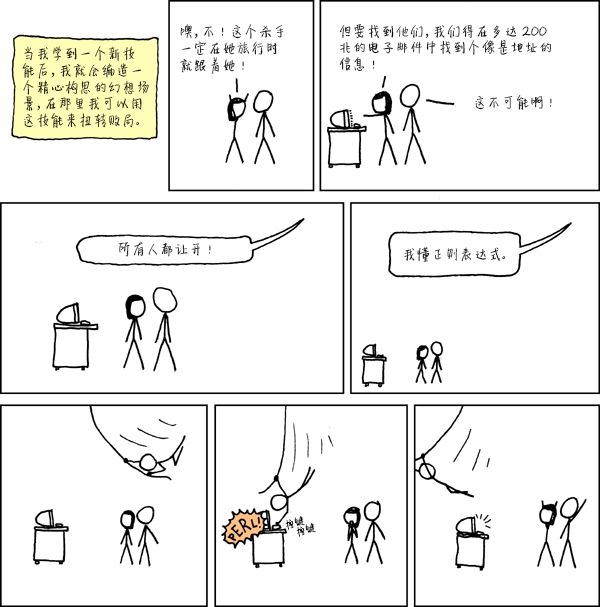 当我学到一个新技
能后，我就会编造一
个精心构思的幻想场
景，在那里我可以用
这技能来扭转败局。
噢，不！这个杀手
一定在她旅行时
就跟着她！
但要找到他们，我们得在多达200
兆的电子邮件中找到个像是地址的
信息！
这不可能啊！
所有人都让开！
我懂正则表达式。
PERL!
按键
按键